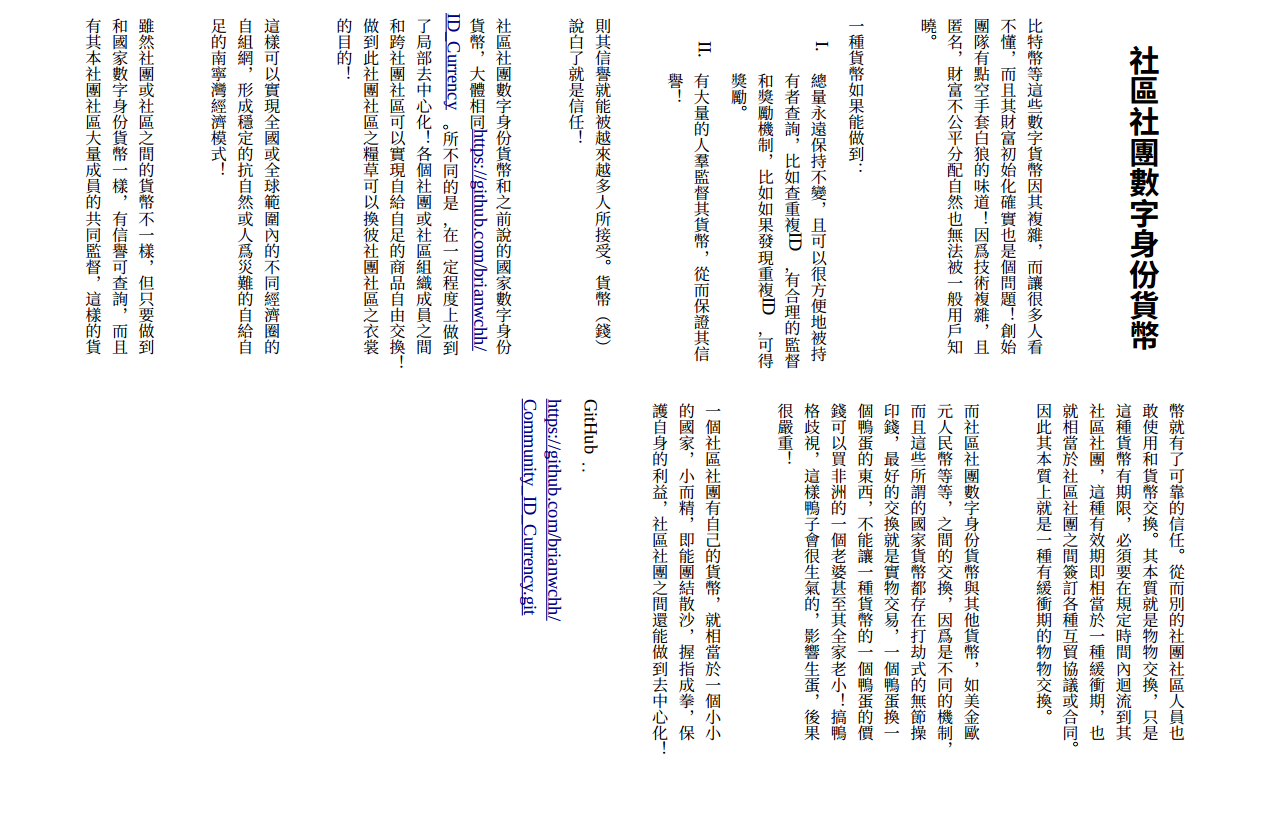 社區社團數字身份貨幣
比特幣等這些數字貨幣因其複雜，而讓很多人看
不懂，而且其財富初始化確實也是個問題！創始
團隊有點空手套白狼的味道！因爲技術複雜，且
匿名，財富不公平分配自然也無法被一般用戶知
曉。
一種貨幣如果能做到：
I. 總量永遠保持不變，且可以很方便地被持
有者查詢，比如查重複ID，有合理的監督
和獎勵機制，比如如果發現重複ID，可得
獎勵。
II. 有大量的人羣監督其貨幣，從而保證其信
譽！
則其信譽就能被越來越多人所接受。貨幣（錢）
說白了就是信任！
社區社團數字身份貨幣和之前說的國家數字身份
貨幣，大體相同https://github.com/brianwchh/
ID_Currency 。所不同的是，在一定程度上做到
了局部去中心化！各個社團或社區組織成員之間
和跨社團社區可以實現自給自足的商品自由交換！
做到此社團社區之糧草可以換彼社團社區之衣裳
的目的！
這樣可以實現全國或全球範圍內的不同經濟圈的
自組網，形成穩定的抗自然或人爲災難的自給自
足的南寧灣經濟模式！
雖然社團或社區之間的貨幣不一樣，但只要做到
和國家數字身份貨幣一樣，有信譽可查詢，而且
有其本社團社區大量成員的共同監督，這樣的貨
幣就有了可靠的信任。從而別的社團社區人員也
敢使用和貨幣交換。其本質就是物物交換，只是
這種貨幣有期限，必須要在規定時間內迴流到其
社區社團，這種有效期即相當於一種緩衝期，也
就相當於社區社團之間簽訂各種互貿協議或合同。
因此其本質上就是一種有緩衝期的物物交換。
而社區社團數字身份貨幣與其他貨幣，如美金歐
元人民幣等等，之間的交換，因爲是不同的機制，
而且這些所謂的國家貨幣都存在打劫式的無節操
印錢，最好的交換就是實物交易，一個鴨蛋換一
個鴨蛋的東西，不能讓一種貨幣的一個鴨蛋的價
錢可以買非洲的一個老婆甚至其全家老小！搞鴨
格歧視，這樣鴨子會很生氣的，影響生蛋，後果
很嚴重！
一個社區社團有自己的貨幣，就相當於一個小小
的國家，小而精，即能團結散沙，握指成拳，保
護自身的利益，社區社團之間還能做到去中心化！
GitHub：
https://github.com/brianwchh/
Community_ID_Currency.git